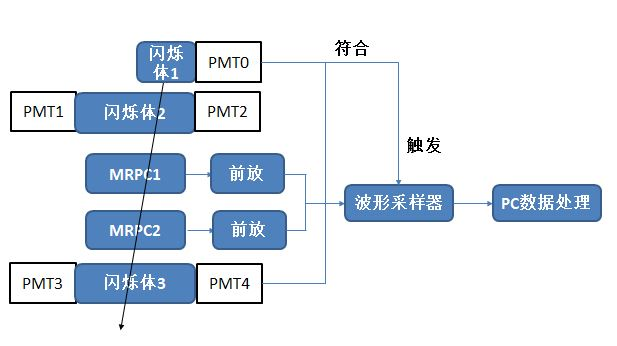 闪烁
体1
PMT0
符合
PMT1
闪烁体2
PMT2
触发
MRPC1
前放
波形采样器
PC数据处理
MRPC2
前放
PMT3
闪烁体3
PMT4